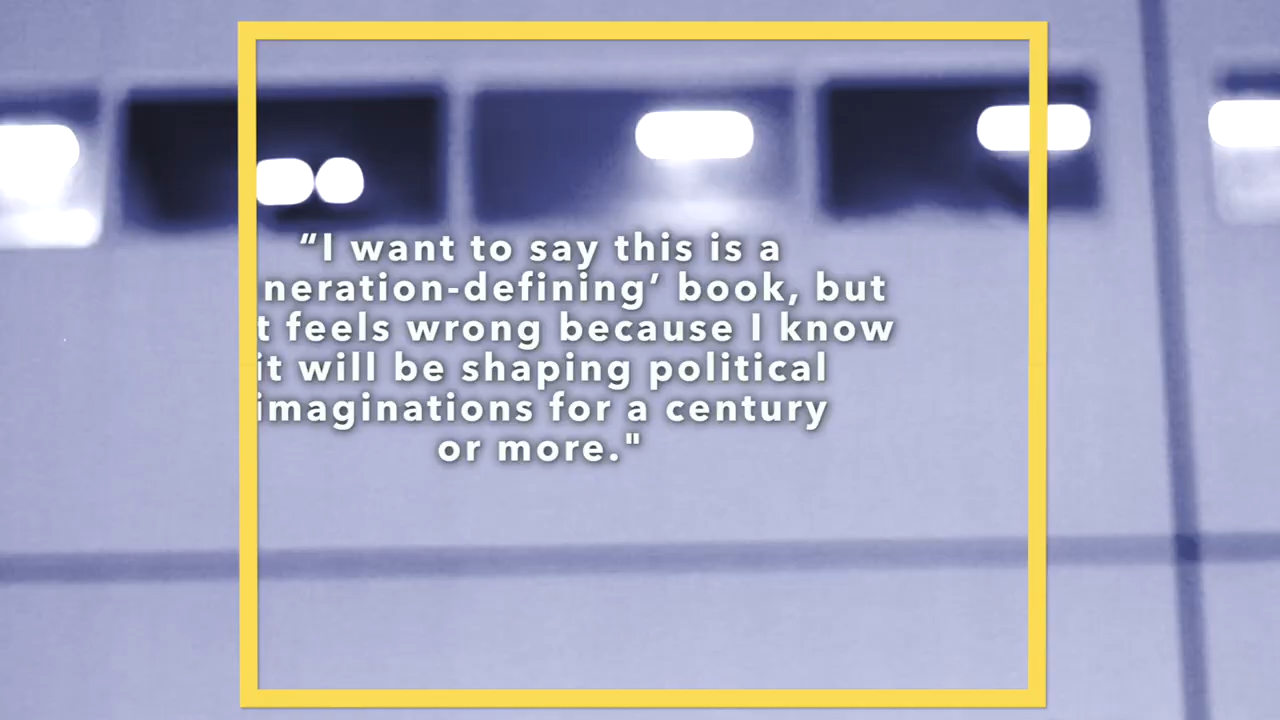 “I want to say this is a
neration-defining’ book, but
t feels wrong because I know
it will be shaping political
imaginations for a century
or more."